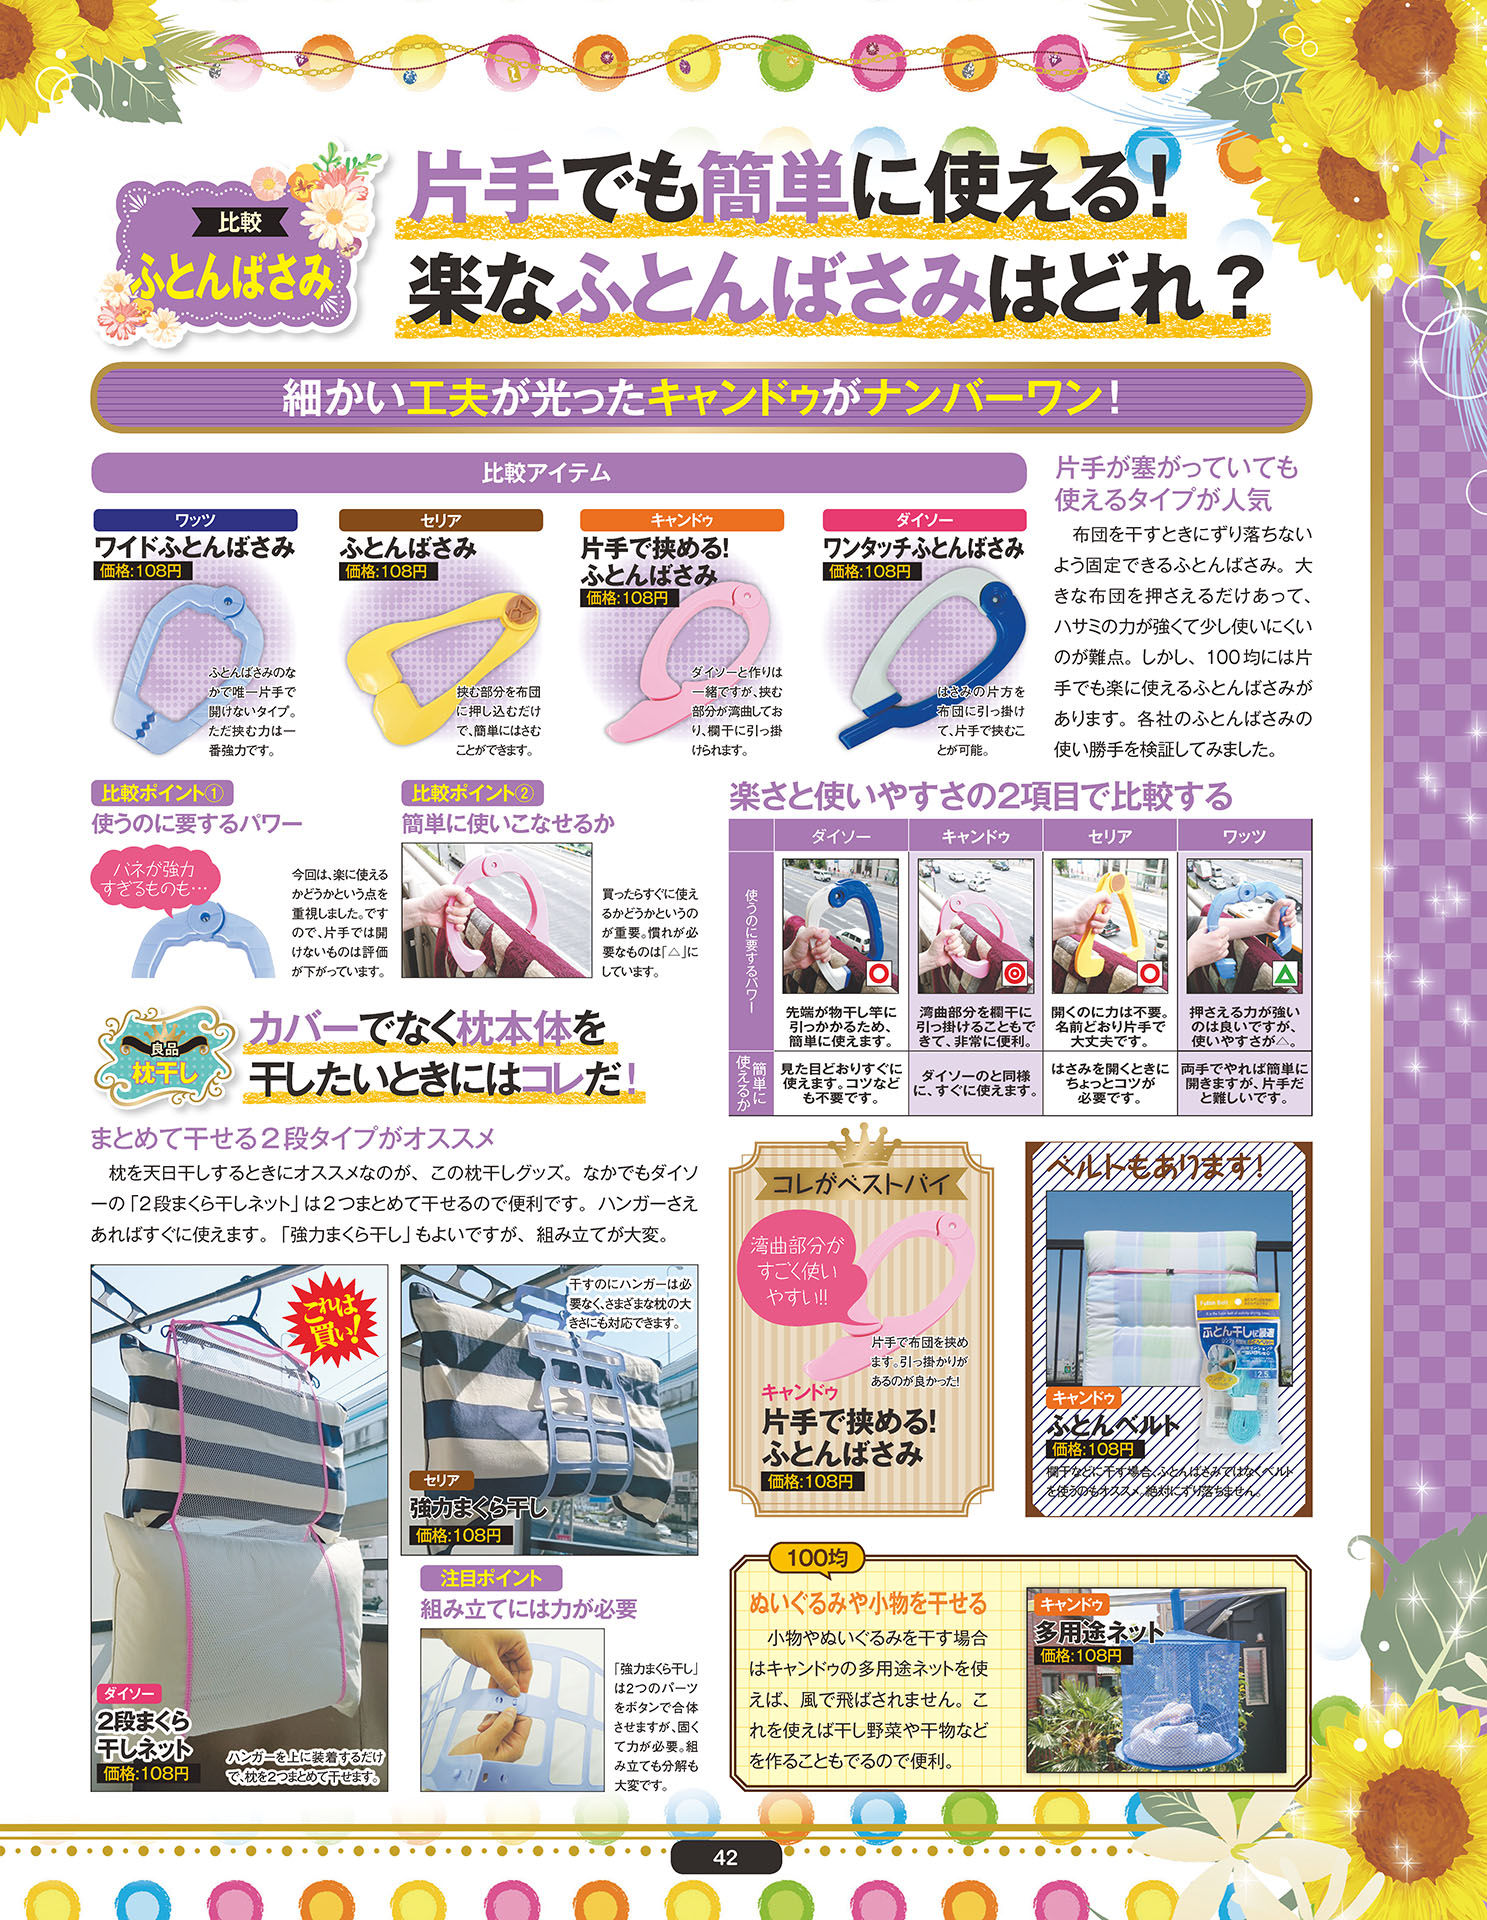 比較
ふとんばさみ
片手でも簡単に使える!
楽なふとんばさみはどれ？
細かい工夫が光ったキャンドゥがナンバーワン!
比較アイテム
ワッツ
ワイドふとんばさみ
価格:108円
ふとんばさみのな
かで唯一片手で
開けないタイプ。
ただ挟む力は一
番強力です。
セリア
ふとんばさみ
価格:108円
挟む部分を布団
に押し込むだけ
で、簡単にはさむ
ことができます。
キャンドゥ
片手で挟める!
ふとんばさみ
価格:108円
ダイソーと作りは
一緒ですが、挟む
部分が湾曲してお
り、欄干に引っ掛
けられます。
ダイソー
ワンタッチふとんばさみ
価格:108円
はさみの片方を
布団に引っ掛け
て、片手で挟むこ
とが可能。
片手が塞がっていても
使えるタイプが人気
布団を干すときにずり落ちない
よう固定できるふとんばさみ。大
きな布団を押さえるだけあって、
ハサミの力が強くて少し使いにくい
のが難点。しかし、100均には片
手でも楽に使えるふとんばさみが
あります。各社のふとんばさみの
使い勝手を検証してみました。
比較ポイント①
使うのに要するパワー
バネが強力
すぎるものも…
今回は、楽に使える
かどうかという点を
重視しました。です
ので、片手では開
けないものは評価
が下がっています。
比較ポイント②
簡単に使いこなせるか
買ったらすぐに使え
るかどうかというの
が重要。慣れが必
要なものは「△」に
しています。
楽さと使いやすさの2項目で比較する
ダイソー
キャンドゥ
セリア
ワッツ
使うのに要するパワー
先端が物干し竿に
引っかかるため、
簡単に使えます。
湾曲部分を欄干に
引っ掛けることもで
きて、非常に便利。
開くのに力は不要。
名前どおり片手で
大丈夫です。
押さえる力が強い
のは良いですが、
使いやすさが△。
簡単に
使えるか
見た目どおりすぐに
使えます。コツなど
も不要です。
ダイソーのと同様
に、すぐに使えます。
はさみを開くときに
ちょっとコツが
必要です。
両手でやれば簡単に
開きますが、片手だ
と難しいです。
良品
枕干し
カバーでなく枕本体を
干したいときにはコレだ!
まとめて干せる2段タイプがオススメ
枕を天日干しするときにオススメなのが、この枕干しグッズ。なかでもダイソ
ーの「2段まくら干しネット」は2つまとめて干せるので便利です。ハンガーさえ
あればすぐに使えます。「強力まくら干し」もよいですが、組み立てが大変。
これは
買い!
ダイソー
2段まくら
干しネット
価格:108円
ハンガーを上に装着するだけ
で、枕を2つまとめて干せます。
干すのにハンガーは必
要なく、さまざまな枕の大
きさにも対応できます。
セリア
強力まくら干し
価格:108円
注目ポイント
組み立てには力が必要
「強力まくら干し」
は2つのパーツ
をボタンで合体
させますが、固く
て力が必要。組
み立ても分解も
大変です。
コレがベストバイ
湾曲部分が
すごく使い
やすい!!
片手で布団を挟め
ます。引っ掛かりが
あるのが良かった!
キャンドゥ
片手で挟める!
ふとんばさみ
価格:108円
ベルトもあります!
ふとん干しに最適
キャンドゥ
ふとんベルト
価格:108円
欄干などに干す場合、ふとんばさみではなくベルト
を使うのもオススメ。絶対にずり落ちません。
100均
ぬいぐるみや小物を干せる
小物やぬいぐるみを干す場合
はキャンドゥの多用途ネットを使
えば、風で飛ばされません。こ
れを使えば干し野菜や干物など
を作ることもでるので便利。
キャンドゥ
多用途ネット
価格:108円
42